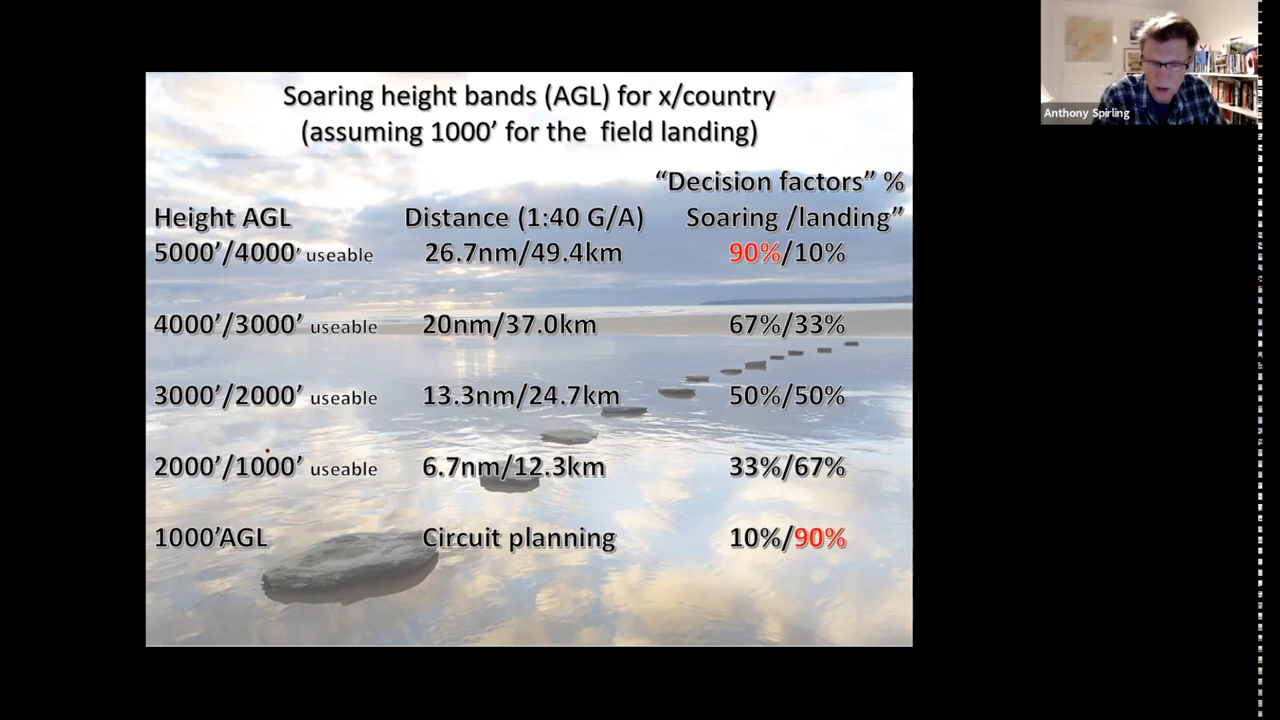 Soaring height bands (AGL) for x/country
(assuming 1000’ for the field landing)
“Decision factors” %
Height AGL Distance (1:40 G/A) Soaring /landing”
5000’/4000’ useable 26.7nm/49.4km 90%/10%
4000’/3000’ useable 20nm/37.0km 67%/33%
3000’/2000’ useable 13.3nm/24.7km 50%/50%
2000’/1000’ useable 6.7nm/12.3km 33%/67%
1000’AGL Circuit planning 10%/90%
Anthony Spirling